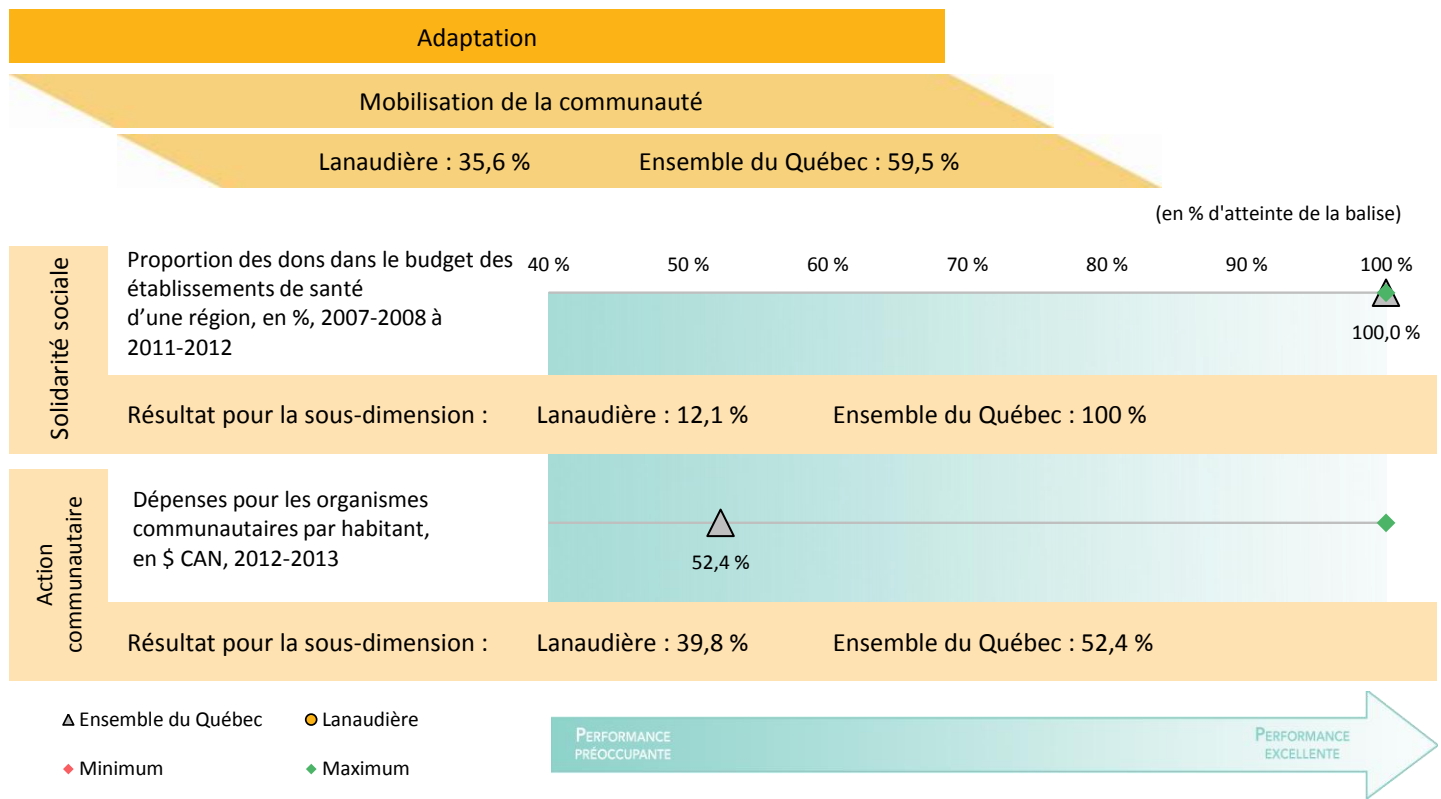 Adaptation
Mobilisation de la communauté
Lanaudière : 35,6 % Ensemble du Québec : 59,5 %
(en % d'atteinte de la balise)
Solidarité sociale
Proportion des dons dans le budget des
établissements de santé
d’une région, en %, 2007-2008 à
2011-2012
40 % 50 % 60 % 70 % 80 % 90 % 100 %
100,0 %
Résultat pour la sous-dimension : Lanaudière : 12,1 % Ensemble du Québec : 100 %
Action
communautaire
Dépenses pour les organismes
communautaires par habitant,
en $ CAN, 2012-2013
52,4 %
Résultat pour la sous-dimension : Lanaudière : 39,8 % Ensemble du Québec : 52,4 %
Ensemble du Québec Lanaudière
Minimum Maximum
PERFORMANCE
PRÉOCCUPANTE
PERFORMANCE
EXCELLENTE